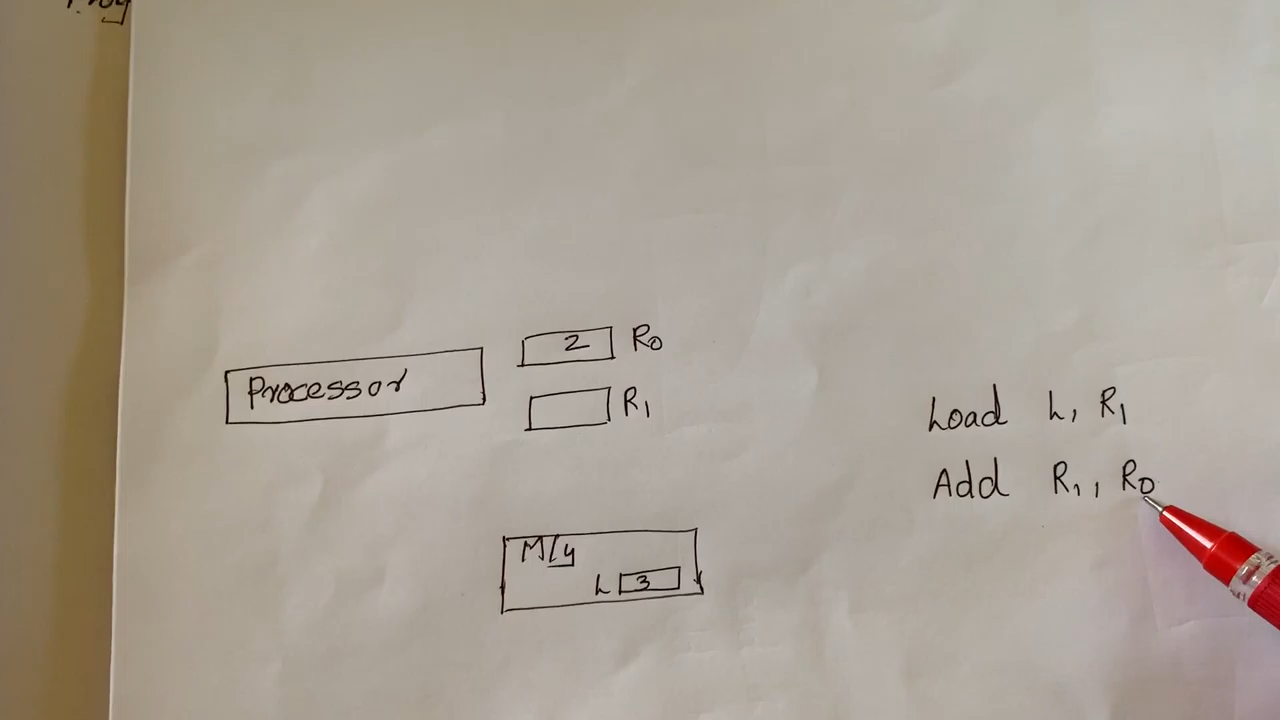 2 R0
Processor
R1
Load L, R1
Add R1, R0
M/y
L 3